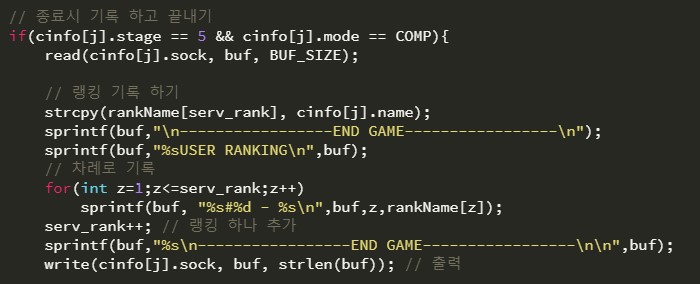 // 종료시 기록 하고 끝내기
if(cinfo[j].stage == 5 && cinfo[j].mode == COMP){
    read(cinfo[j].sock, buf, BUF_SIZE);

    // 랭킹 기록 하기
    strcpy(rankName[serv_rank], cinfo[j].name);
    sprintf(buf,"\n-----------------END GAME-----------------\n");
    sprintf(buf,"%sUSER RANKING\n",buf);
    // 차례로 기록
    for(int z=1;z<=serv_rank;z++)
        sprintf(buf, "%s#%d - %s\n",buf,z,rankName[z]);
    serv_rank++; // 랭킹 하나 추가
    sprintf(buf,"%s\n-----------------END GAME-----------------\n\n",buf);
    write(cinfo[j].sock, buf, strlen(buf)); // 출력